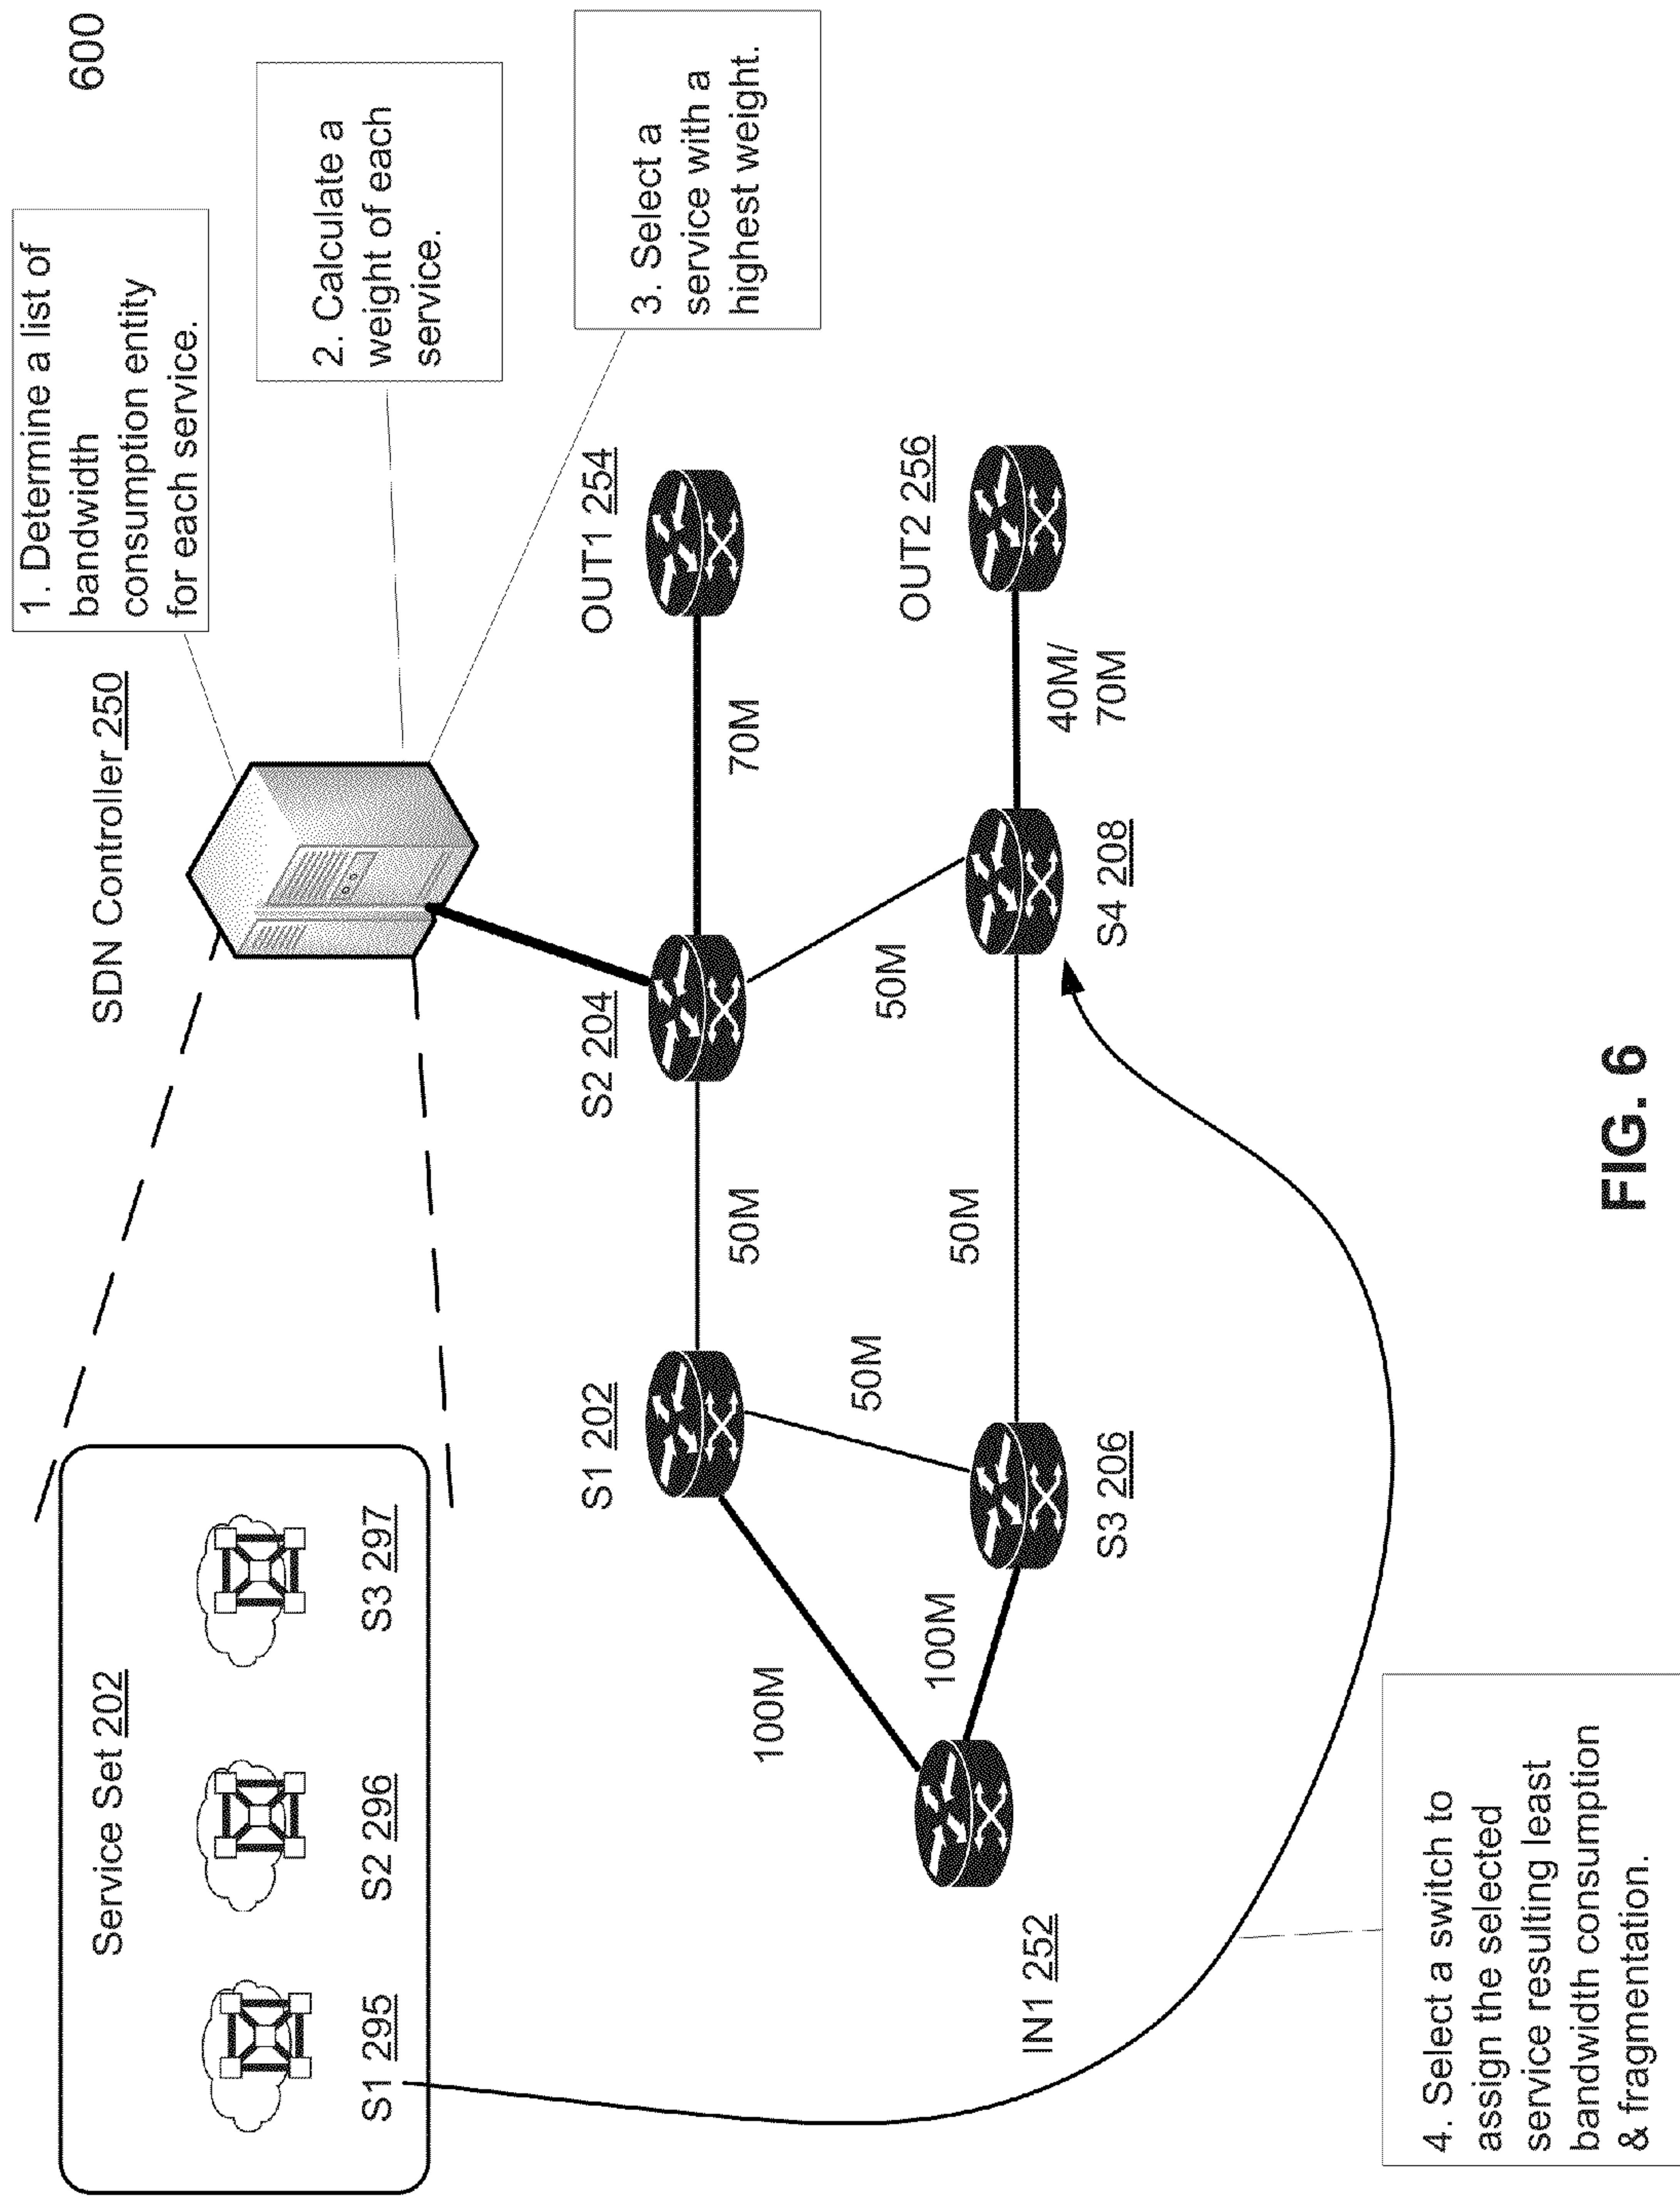 600
SDN Controller 250
1. Determine a list of
bandwidth
consumption entity
for each service.
2. Calculate a
weight of each
service.
3. Select a
service with a
highest weight.
Service Set 202
S1 295
S2 296
S3 297
S1 202
S2 204
OUT1 254
50M
70M
100M
50M
50M
100M
50M
IN1 252
S3 206
S4 208
OUT2 256
40M/
70M
4. Select a switch to
assign the selected
service resulting least
bandwidth consumption
& fragmentation.
FIG. 6